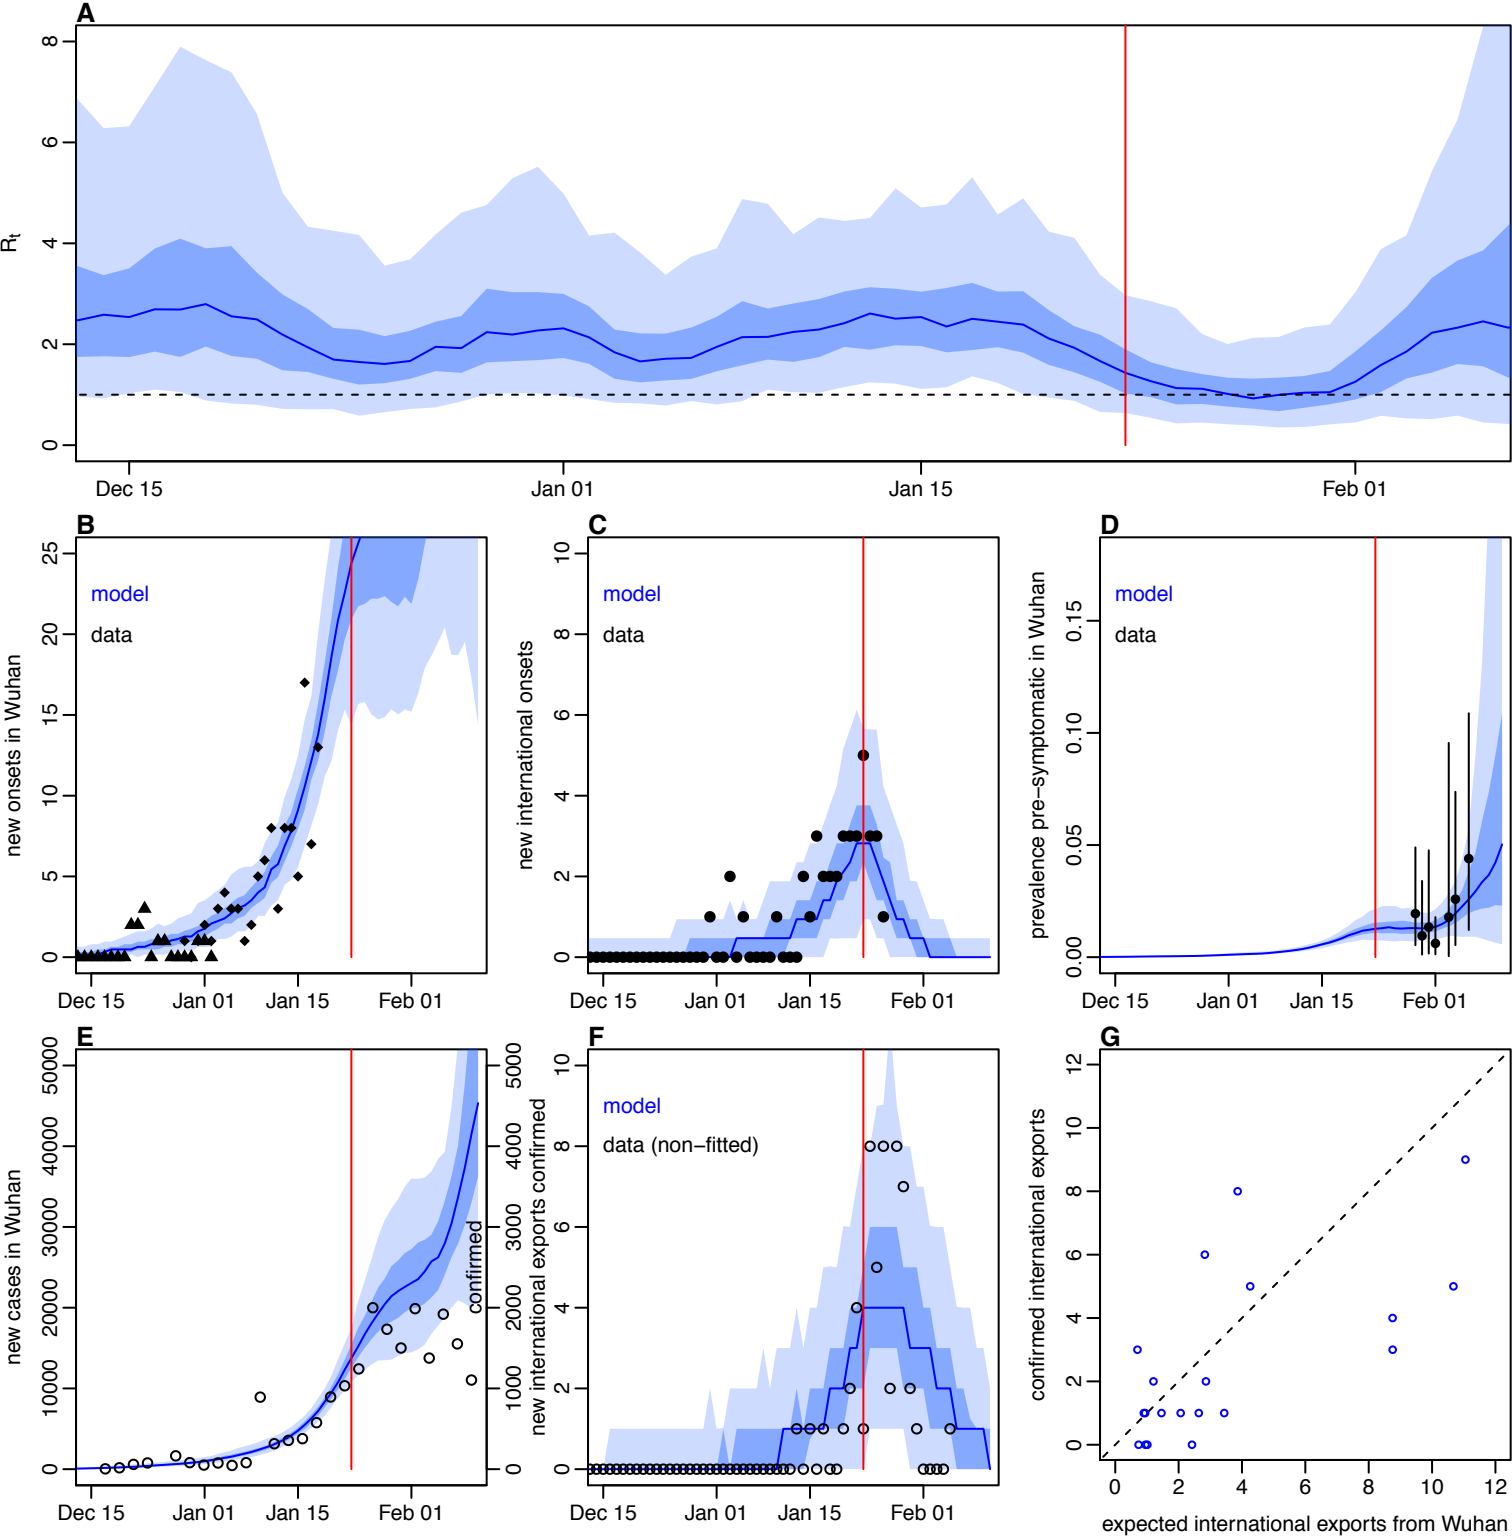 A
8
6
4
2
0
Rt
Dec 15
Jan 01
Jan 15
Feb 01
B
25
20
15
10
5
0
new onsets in Wuhan
model
data
Dec 15
Jan 01
Jan 15
Feb 01
C
10
8
6
4
2
0
new international onsets
model
data
Dec 15
Jan 01
Jan 15
Feb 01
D
0.15
0.10
0.05
0.00
prevalence pre−symptomatic in Wuhan
model
data
Dec 15
Jan 01
Jan 15
Feb 01
E
50000
40000
30000
20000
10000
0
new cases in Wuhan
5000
4000
3000
2000
1000
0
confirmed
Dec 15
Jan 01
Jan 15
Feb 01
F
10
8
6
4
2
0
new international exports confirmed
model
data (non−fitted)
Dec 15
Jan 01
Jan 15
Feb 01
G
12
10
8
6
4
2
0
confirmed international exports
0 2 4 6 8 10 12
expected international exports from Wuhan